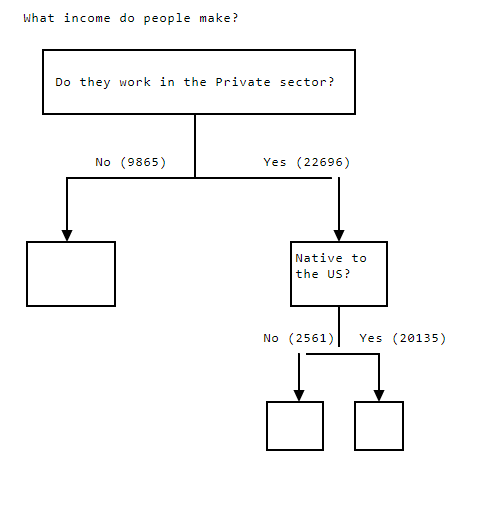 What income do people make?
Do they work in the Private sector?
No (9865)
Yes (22696)
Native to
the US?
No (2561)
Yes (20135)